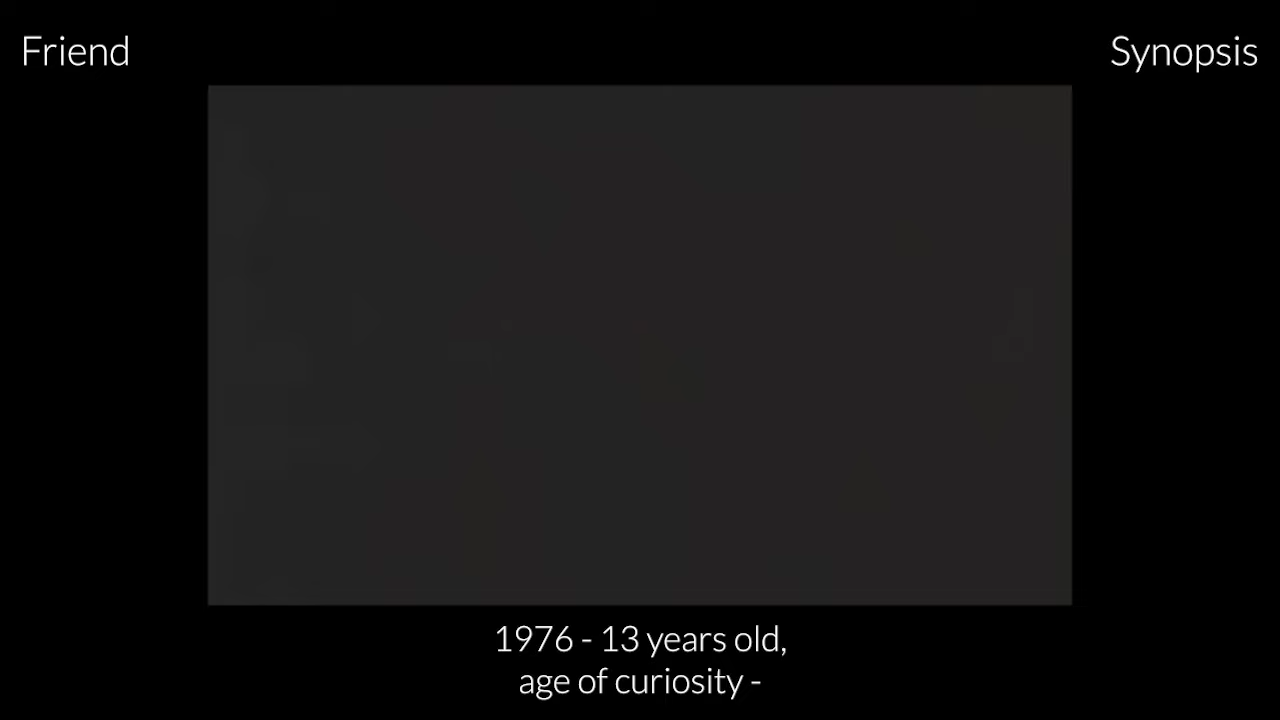 Friend
Synopsis
1976 - 13 years old,
age of curiosity -